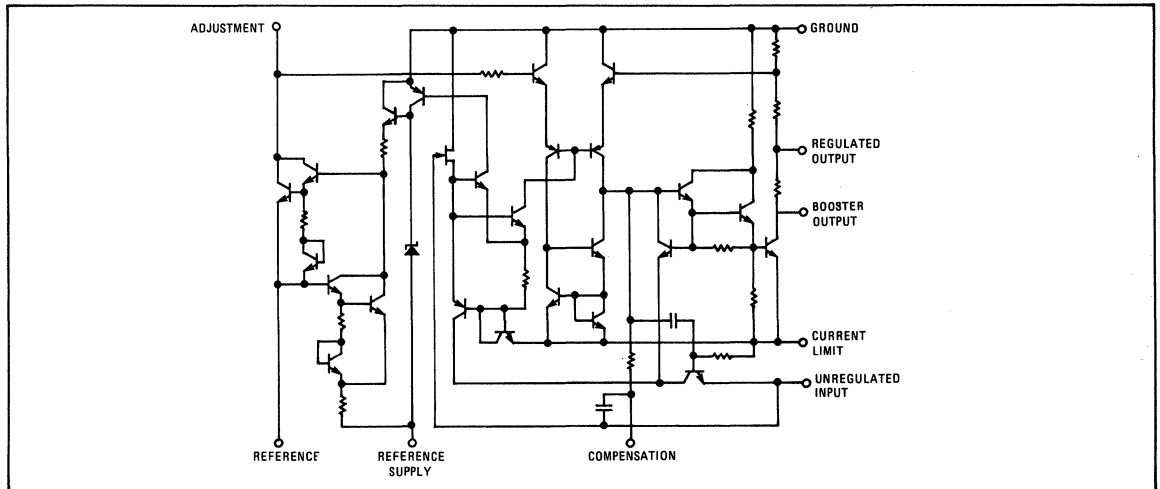 ADJUSTMENT
GROUND
REGULATED
OUTPUT
BOOSTER
OUTPUT
CURRENT
LIMIT
UNREGULATED
INPUT
REFERENCE
REFERENCE
SUPPLY
COMPENSATION